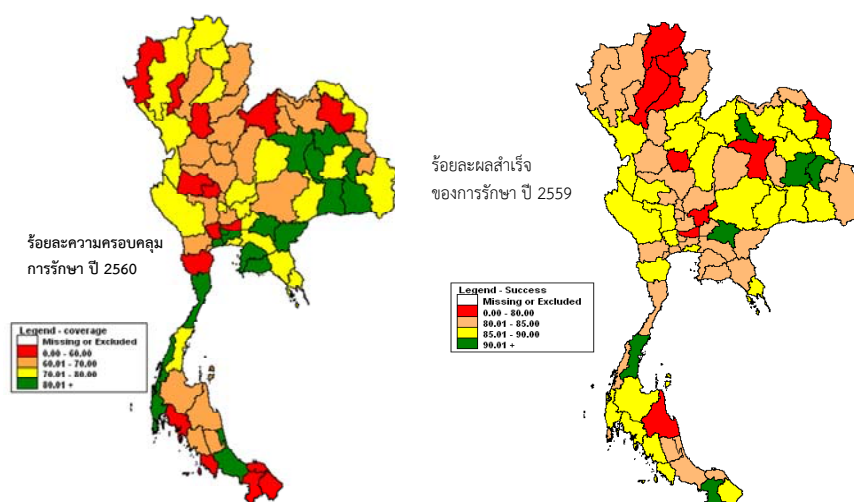 ร้อยละความครอบคลุม
การรักษา ปี 2560
Legend - coverage
Missing or Excluded
0.00 - 60.00
60.01 - 70.00
70.01 - 80.00
80.01 +
ร้อยละผลสำเร็จ
ของการรักษา ปี 2559
Legend - Success
Missing or Excluded
0.00 - 80.00
80.01 - 85.00
85.01 - 90.00
90.01 +